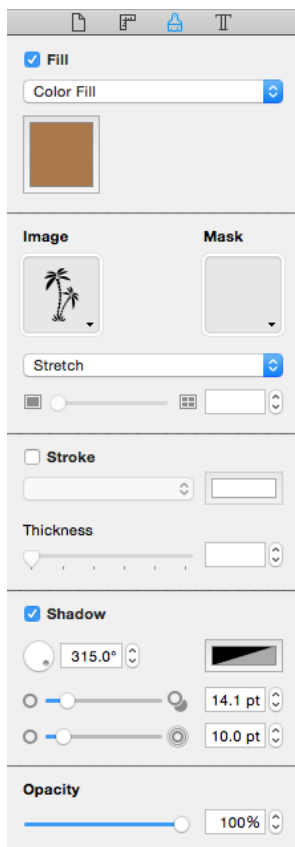 T
Fill
Color Fill
Image Mask
Stretch
Stroke
Thickness
Shadow
315.0°
14.1 pt
10.0 pt
Opacity
100%